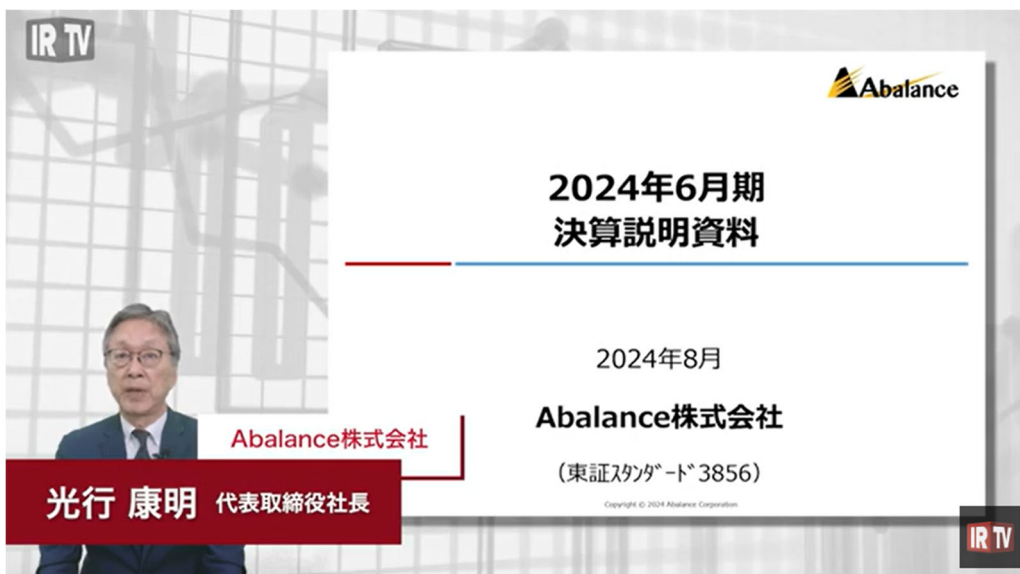 IR TV
Abalance
2024年6月期
決算説明資料
2024年8月
Abalance株式会社
（東証ｽﾀﾝﾀﾞｰﾄﾞ3856）
Copyright © 2024 Abalance Corporation
Abalance株式会社
光行 康明 代表取締役社長
IR TV